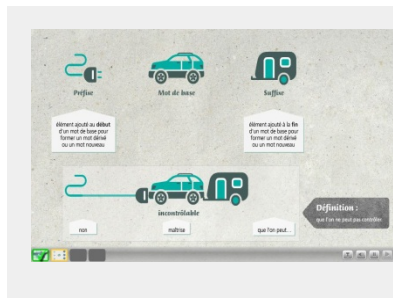 Préfixe
Mot de base
Suffixe
élément ajouté au début
d'un mot de base pour
former un mot dérivé
ou un mot nouveau
élément ajouté à la fin
d'un mot de base pour
former un mot dérivé
ou un mot nouveau
incontrôlable
non
maîtrise
que l'on peut...
Définition :
que l'on ne peut pas contrôler